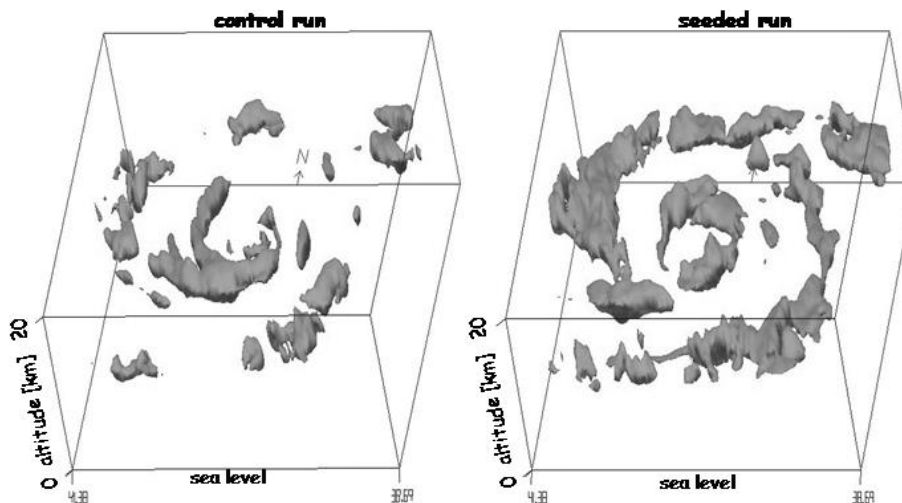 control run
seeded run
N
20
altitude [km]
0
sea level
20
altitude [km]
0
sea level